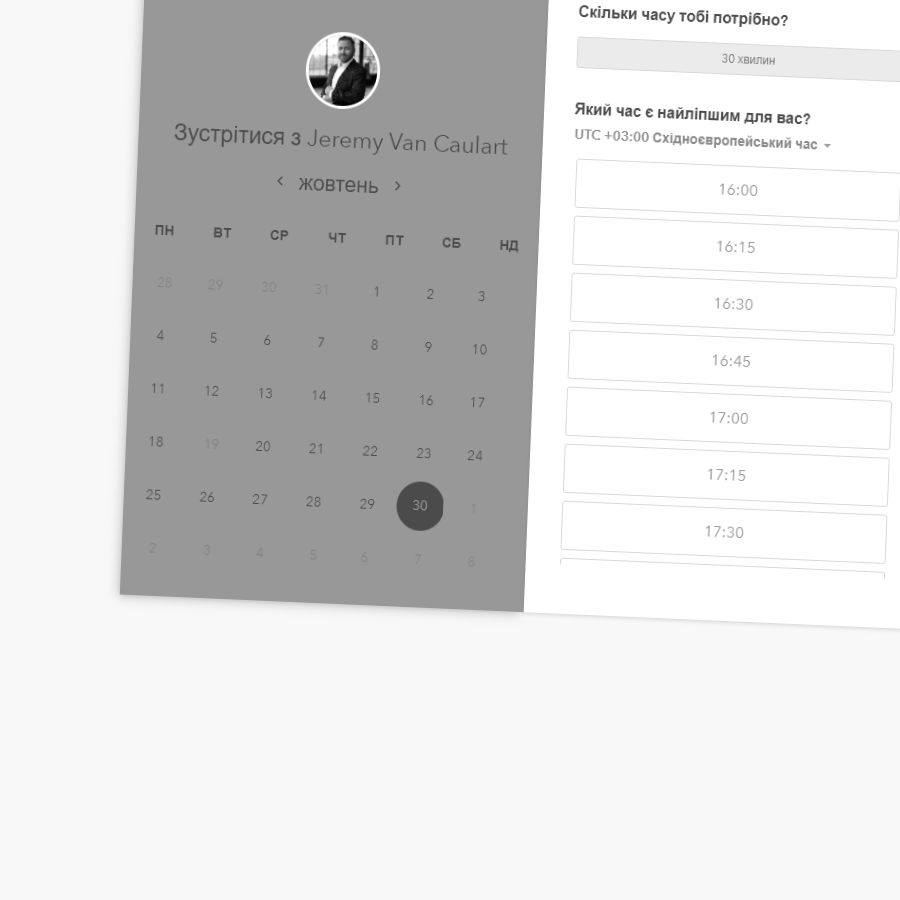 Зустрітися з Jeremy Van Caulart
жовтень
ПН ВТ СР ЧТ ПТ СБ НД
28 29 30 31 1 2 3
4 5 6 7 8 9 10
11 12 13 14 15 16 17
18 19 20 21 22 23 24
25 26 27 28 29 30 1
2 3 4 5 6 7 8
Скільки часу тобі потрібно?
30 хвилин
Який час є найліпшим для вас?
UTC +03:00 Східноєвропейський час
16:00
16:15
16:30
16:45
17:00
17:15
17:30